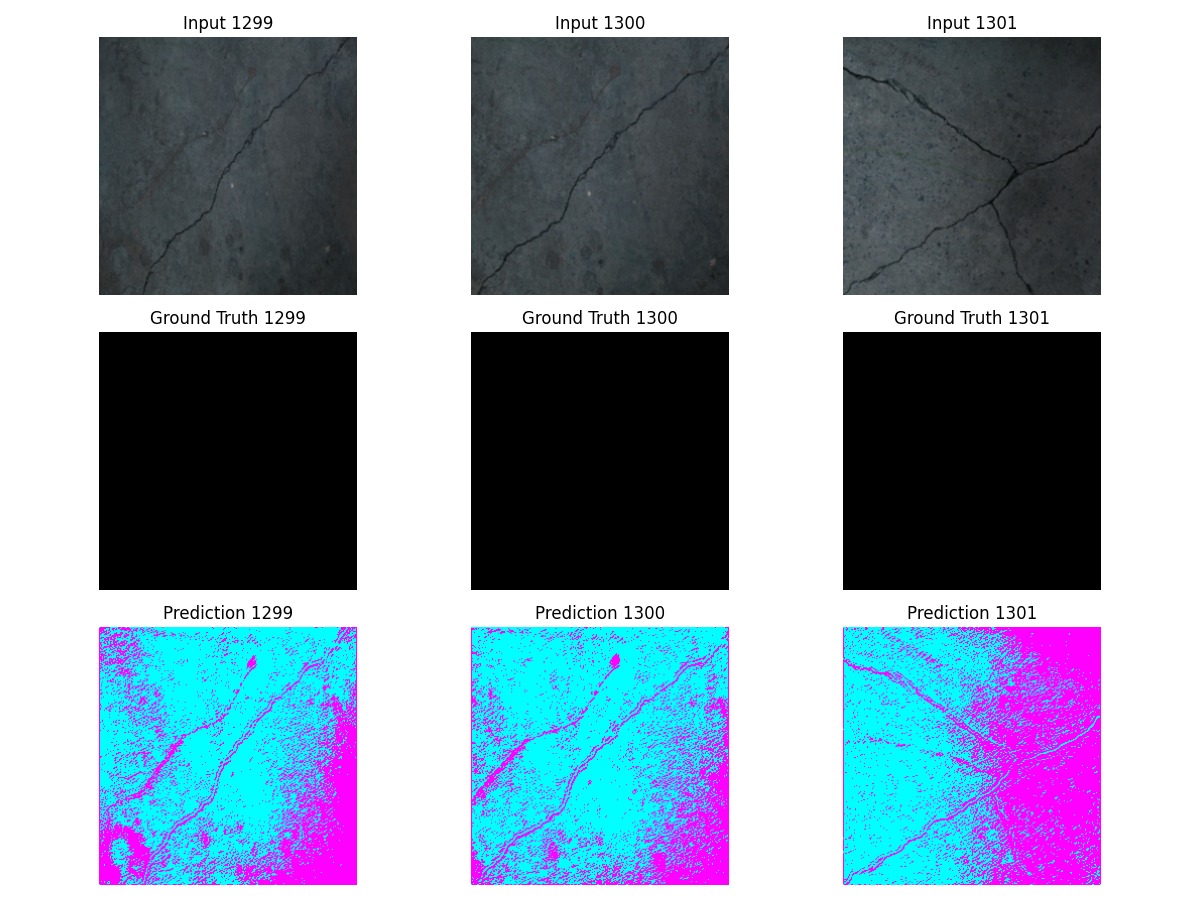 Input 1299
Input 1300
Input 1301
Ground Truth 1299
Ground Truth 1300
Ground Truth 1301
Prediction 1299
Prediction 1300
Prediction 1301